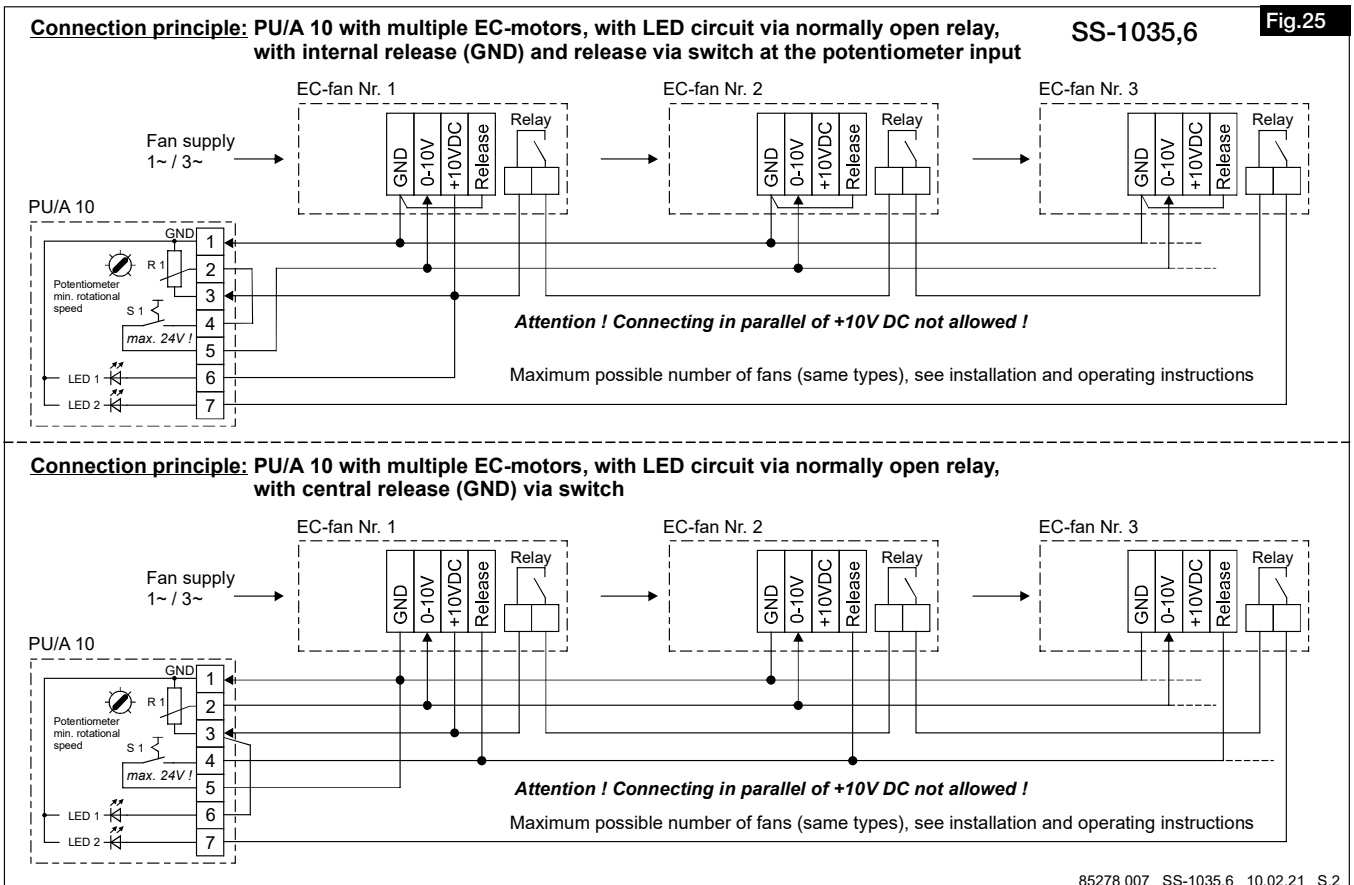 Connection principle: PU/A 10 with multiple EC-motors, with LED circuit via normally open relay,
with internal release (GND) and release via switch at the potentiometer input
SS-1035,6
Fig.25
EC-fan Nr. 1
EC-fan Nr. 2
EC-fan Nr. 3
Fan supply
1~ / 3~
GND
0-10V
+10VDC
Release
Relay
GND
0-10V
+10VDC
Release
Relay
GND
0-10V
+10VDC
Release
Relay
PU/A 10
GND
R 1
Potentiometer
min. rotational
speed
S 1
max. 24V !
LED 1
LED 2
1
2
3
4
5
6
7
Attention ! Connecting in parallel of +10V DC not allowed !
Maximum possible number of fans (same types), see installation and operating instructions
Connection principle: PU/A 10 with multiple EC-motors, with LED circuit via normally open relay,
with central release (GND) via switch
EC-fan Nr. 1
EC-fan Nr. 2
EC-fan Nr. 3
Fan supply
1~ / 3~
GND
0-10V
+10VDC
Release
Relay
GND
0-10V
+10VDC
Release
Relay
GND
0-10V
+10VDC
Release
Relay
PU/A 10
GND
R 1
Potentiometer
min. rotational
speed
S 1
max. 24V !
LED 1
LED 2
1
2
3
4
5
6
7
Attention ! Connecting in parallel of +10V DC not allowed !
Maximum possible number of fans (same types), see installation and operating instructions
85278 007 SS-1035,6 10.02.21 S.2